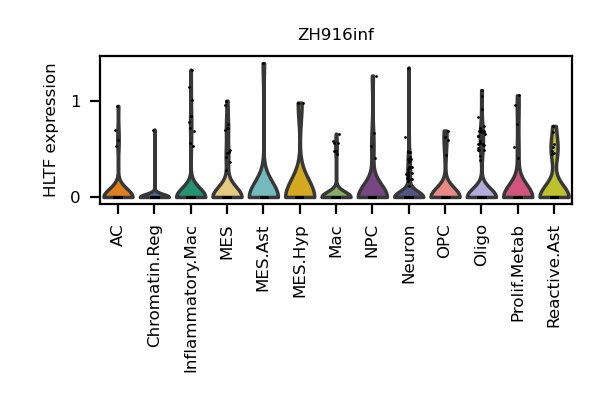 ZH916inf
HLTF expression
1
0
AC
Chromatin.Reg
Inflammatory.Mac
MES
MES.Ast
MES.Hyp
Mac
NPC
Neuron
OPC
Oligo
Prolif.Metab
Reactive.Ast